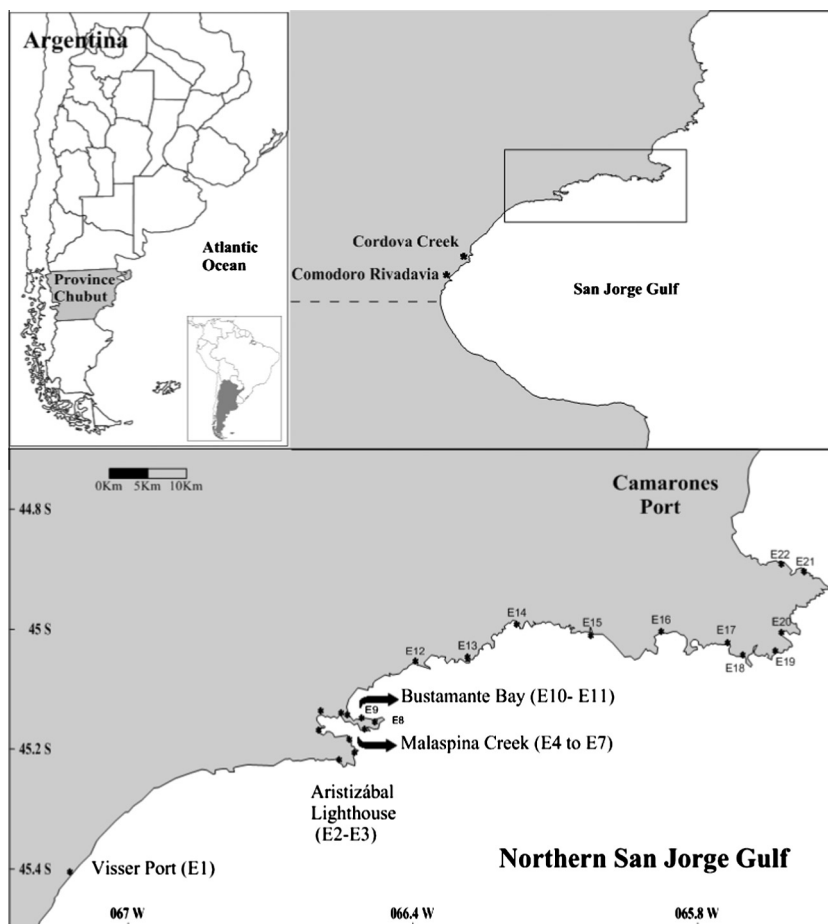 Argentina
Atlantic
Ocean
Province
Chubut
Cordova Creek
Comodoro Rivadavia
San Jorge Gulf
0Km 5Km 10Km
Camarones
Port
44.8 S
E22 E21
45 S
E12 E13 E14 E15 E16 E17 E18 E19 E20
E9
E8
Bustamante Bay (E10- E11)
Malaspina Creek (E4 to E7)
45.2 S
Aristizábal
Lighthouse
(E2-E3)
45.4 S
Visser Port (E1)
Northern San Jorge Gulf
067 W 066.4 W 065.8 W